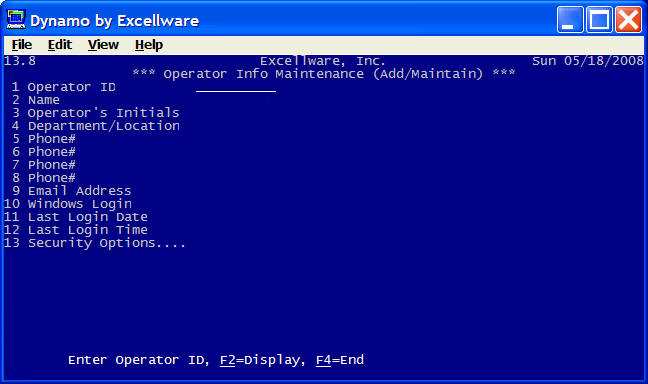 Dynamo by Excellware
File Edit View Help
13.8 Excellware, Inc. Sun 05/18/2008
*** Operator Info Maintenance (Add/Maintain) ***
1 Operator ID __________
2 Name
3 Operator's Initials
4 Department/Location
5 Phone#
6 Phone#
7 Phone#
8 Phone#
9 Email Address
10 Windows Login
11 Last Login Date
12 Last Login Time
13 Security Options....
Enter Operator ID, F2=Display, F4=End